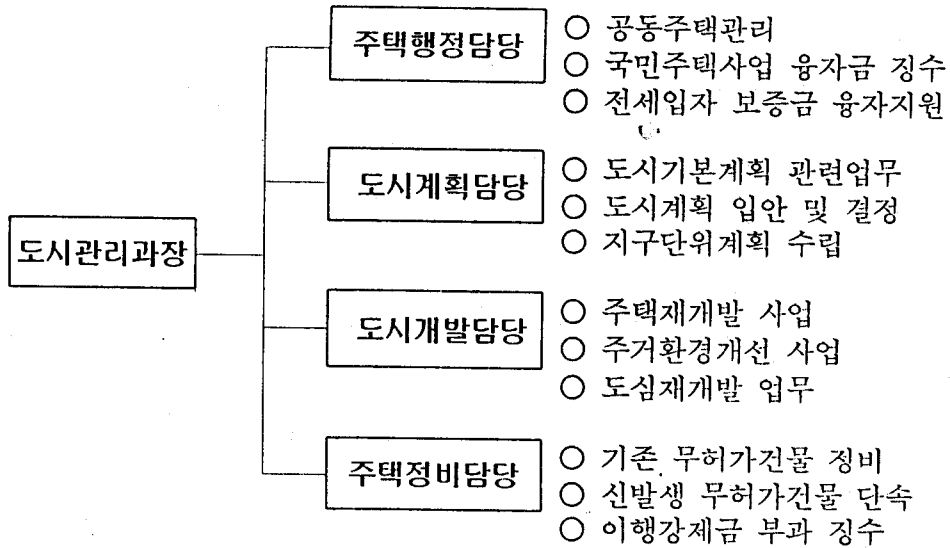 주택행정담당
○ 공동주택관리
○ 국민주택사업 융자금 징수
○ 전세입자 보증금 융자지원
도시계획담당
○ 도시기본계획 관련업무
○ 도시계획 입안 및 결정
○ 지구단위계획 수립
도시관리과장
도시개발담당
○ 주택재개발 사업
○ 주거환경개선 사업
○ 도심재개발 업무
주택정비담당
○ 기존 무허가건물 정비
○ 신발생 무허가건물 단속
○ 이행강제금 부과 징수